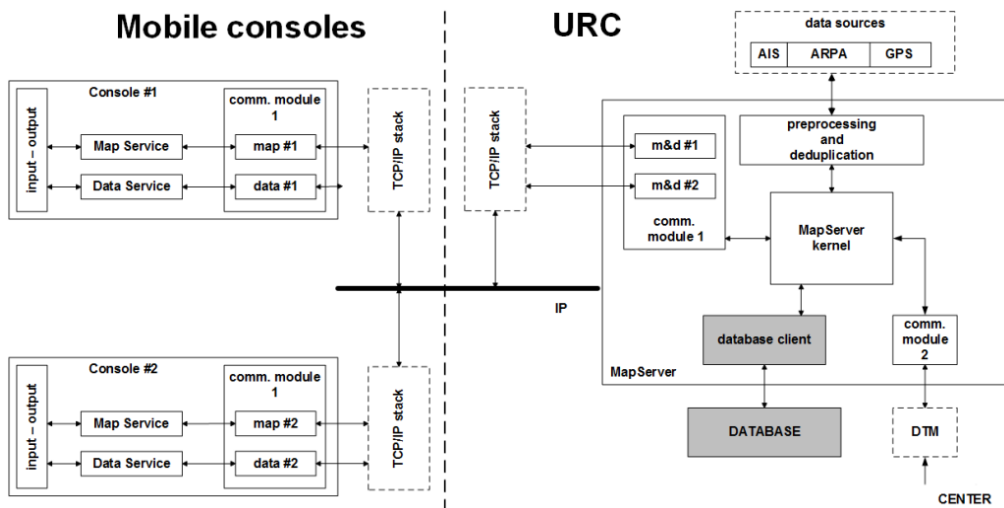 Mobile consoles
URC
data sources
AIS
ARPA
GPS
Console #1
input – output
Map Service
Data Service
comm. module
1
map #1
data #1
TCP/IP stack
TCP/IP stack
m&d #1
m&d #2
comm.
module 1
preprocessing
and
deduplication
MapServer
kernel
IP
database client
comm.
module
2
MapServer
DATABASE
DTM
CENTER
Console #2
input – output
Map Service
Data Service
comm. module
1
map #2
data #2
TCP/IP stack